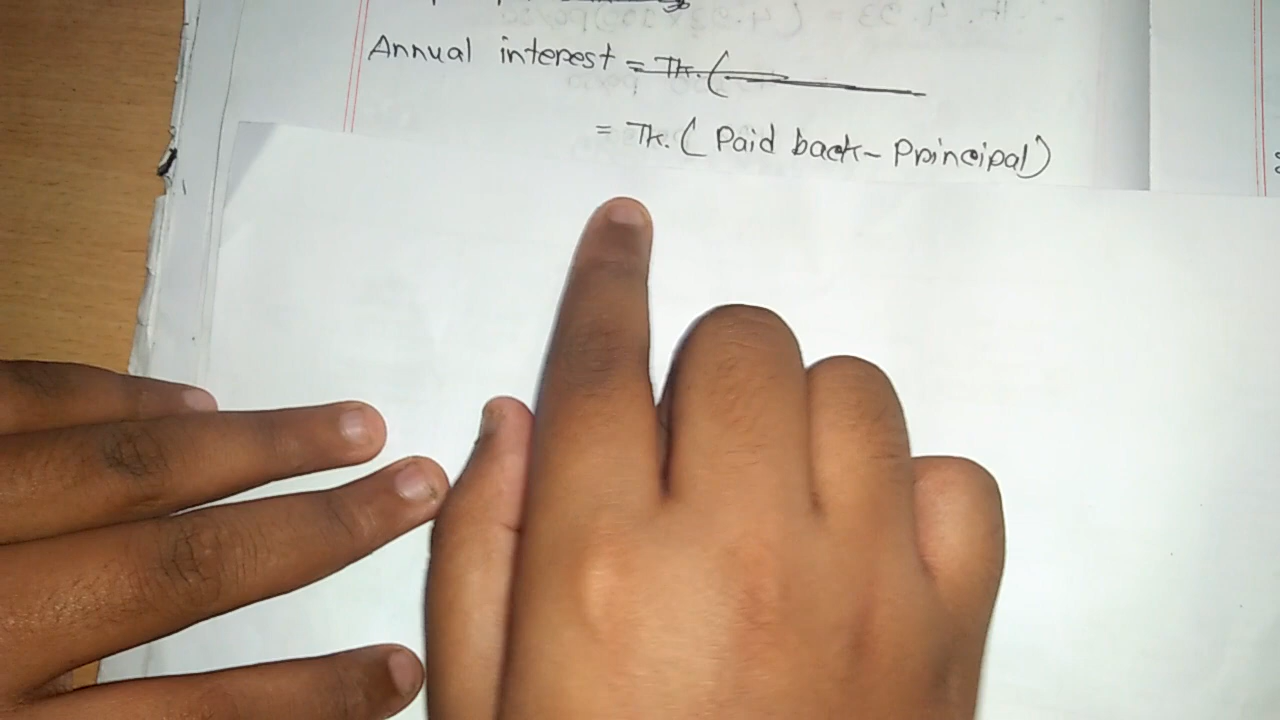 Annual interest = Tk. (
= Tk. ( Paid back - Principal)